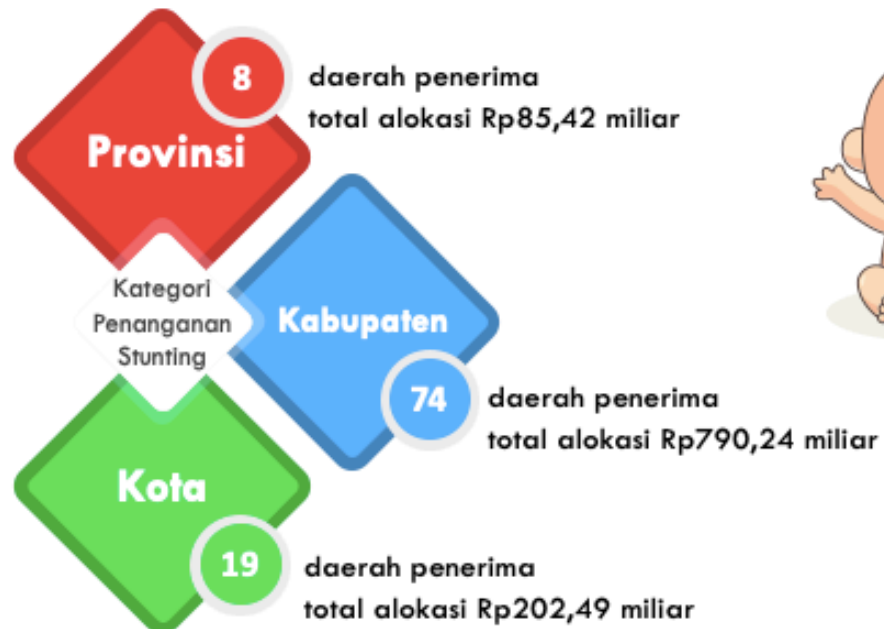 8
daerah penerima
total alokasi Rp85,42 miliar
Provinsi
Kategori
Penanganan
Stunting
Kabupaten
74
daerah penerima
total alokasi Rp790,24 miliar
Kota
19
daerah penerima
total alokasi Rp202,49 miliar